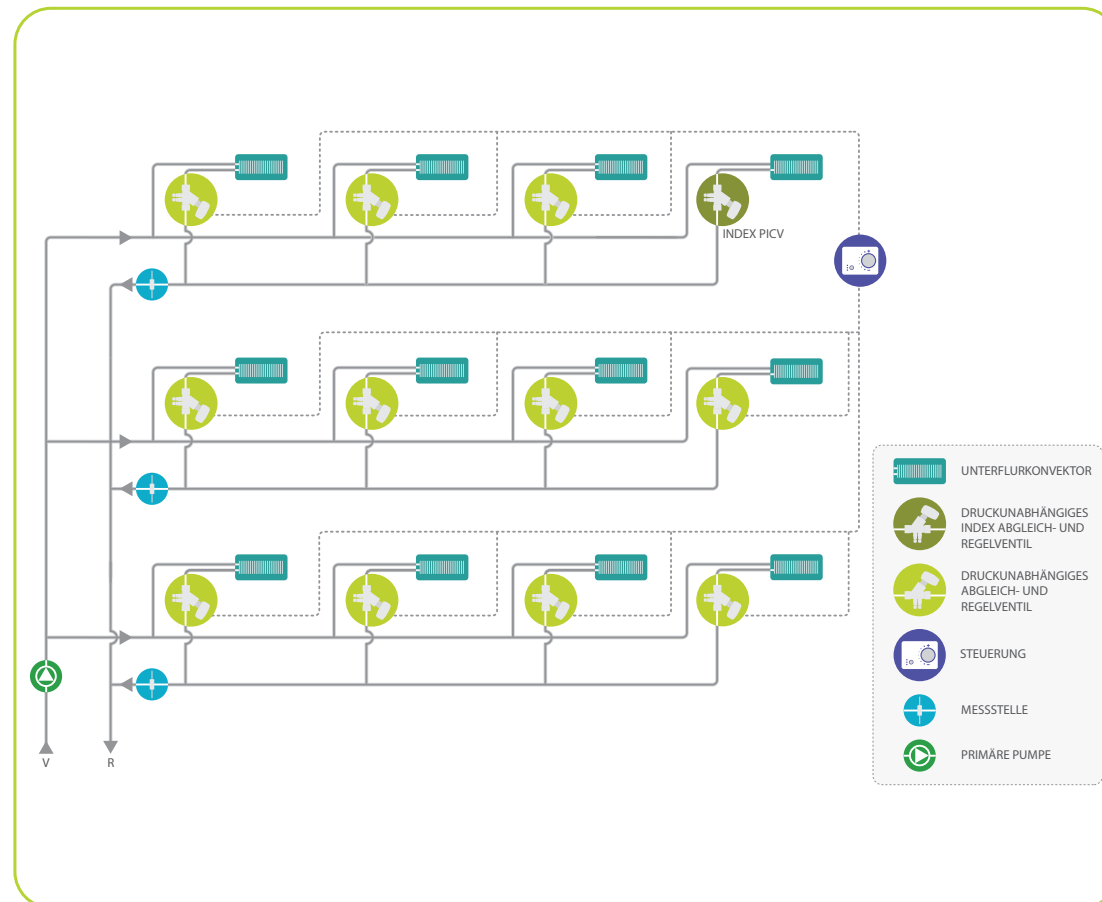 INDEX PICV
UNTERFLURKONVEKTOR
DRUCKUNABHÄNGIGES
INDEX ABGLEICH- UND
REGELVENTIL
DRUCKUNABHÄNGIGES
ABGLEICH- UND
REGELVENTIL
STEUERUNG
MESSSTELLE
PRIMÄRE PUMPE
V
R